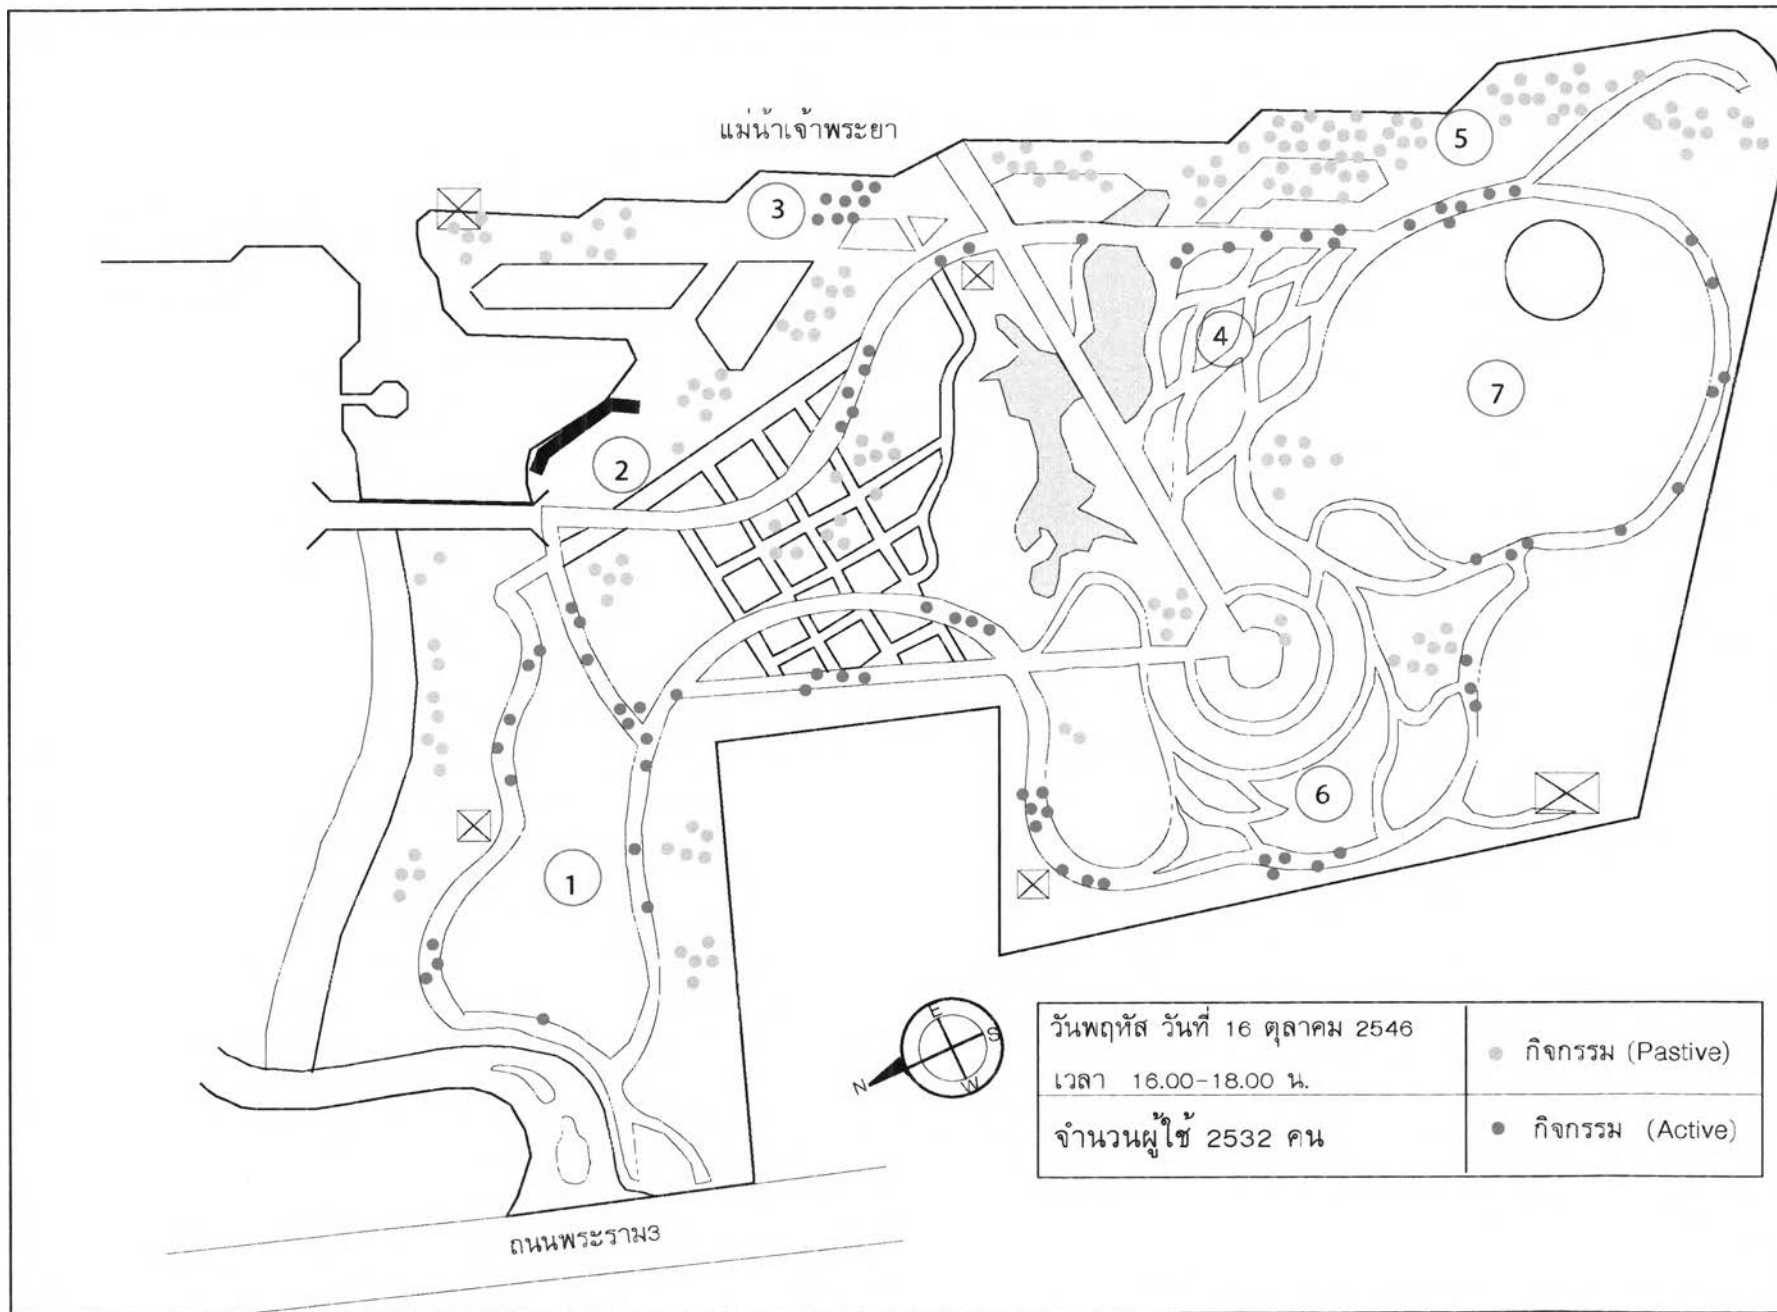 แม่น้ำเจ้าพระยา
5
3
4
7
2
6
1
E
S
N
W
วันพฤหัส วันที่ 16 ตุลาคม 2546
เวลา 16.00-18.00 น.
จำนวนผู้ใช้ 2532 คน
กิจกรรม (Pastive)
กิจกรรม (Active)
ถนนพระราม3